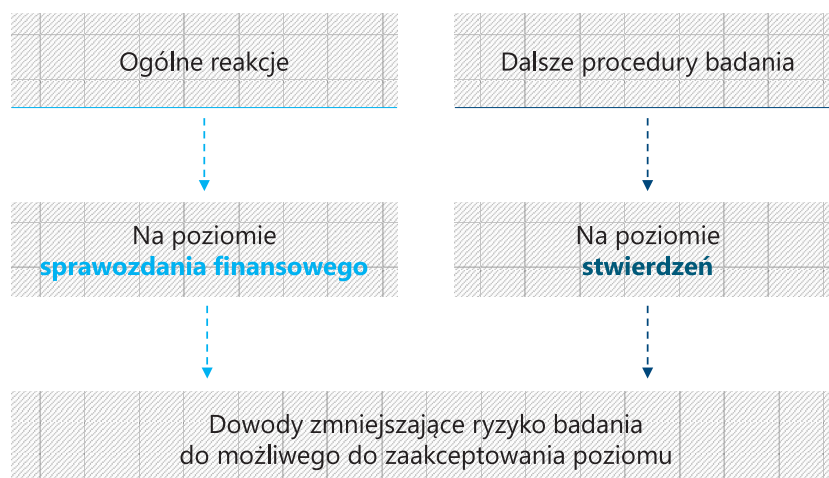 Ogólne reakcje
Dalsze procedury badania
Na poziomie
sprawozdania finansowego
Na poziomie
stwierdzeń
Dowody zmniejszające ryzyko badania
do możliwego do zaakceptowania poziomu